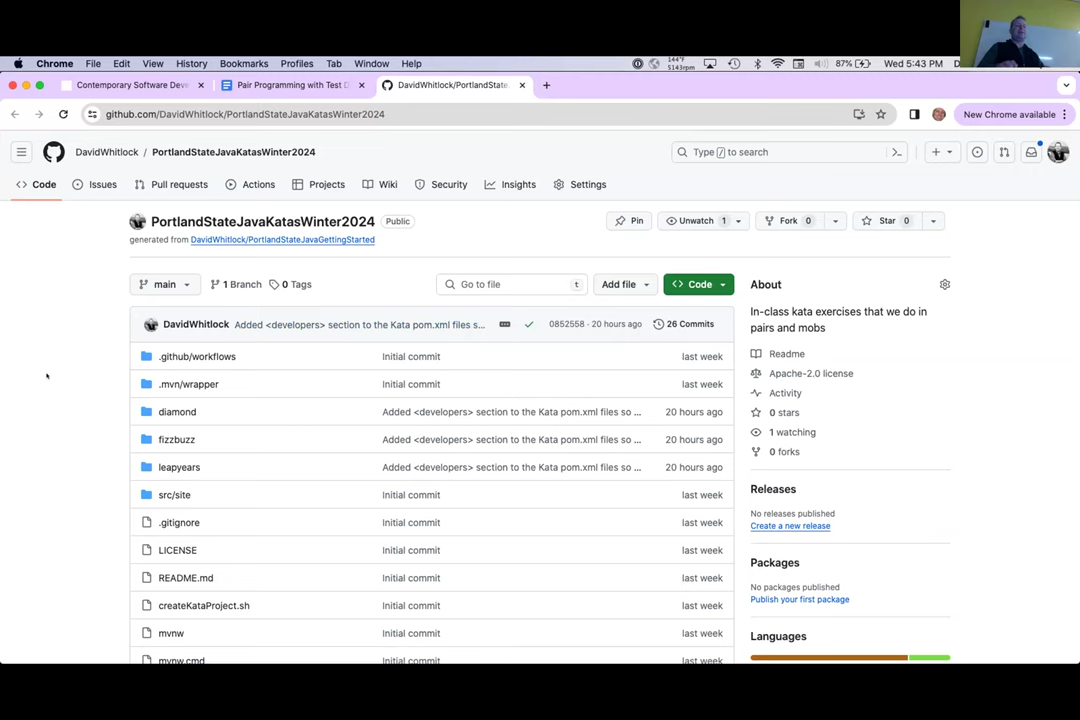 Chrome File Edit View History Bookmarks Profiles Tab Window Help 144°F 5143rpm 87% Wed 5:43 PM D
Contemporary Software Deve Pair Programming with Test D DavidWhitlock/PortlandState
github.com/DavidWhitlock/PortlandStateJavaKatasWinter2024 New Chrome available
DavidWhitlock / PortlandStateJavaKatasWinter2024 Type / to search
Code Issues Pull requests Actions Projects Wiki Security Insights Settings
PortlandStateJavaKatasWinter2024 Public Pin Unwatch 1 Fork 0 Star 0
generated from DavidWhitlock/PortlandStateJavaGettingStarted
main 1 Branch 0 Tags Go to file t Add file Code
About
In-class kata exercises that we do in
pairs and mobs
DavidWhitlock Added <developers> section to the Kata pom.xml files s... 0852558 · 20 hours ago 26 Commits
.github/workflows Initial commit last week
.mvn/wrapper Initial commit last week
diamond Added <developers> section to the Kata pom.xml files so ... 20 hours ago
fizzbuzz Added <developers> section to the Kata pom.xml files so ... 20 hours ago
leapyears Added <developers> section to the Kata pom.xml files so ... 20 hours ago
src/site Initial commit last week
.gitignore Initial commit last week
LICENSE Initial commit last week
README.md Initial commit last week
createKataProject.sh Initial commit last week
mvnw Initial commit last week
mvnw.cmd Initial commit last week
Readme
Apache-2.0 license
Activity
0 stars
1 watching
0 forks
Releases
No releases published
Create a new release
Packages
No packages published
Publish your first package
Languages